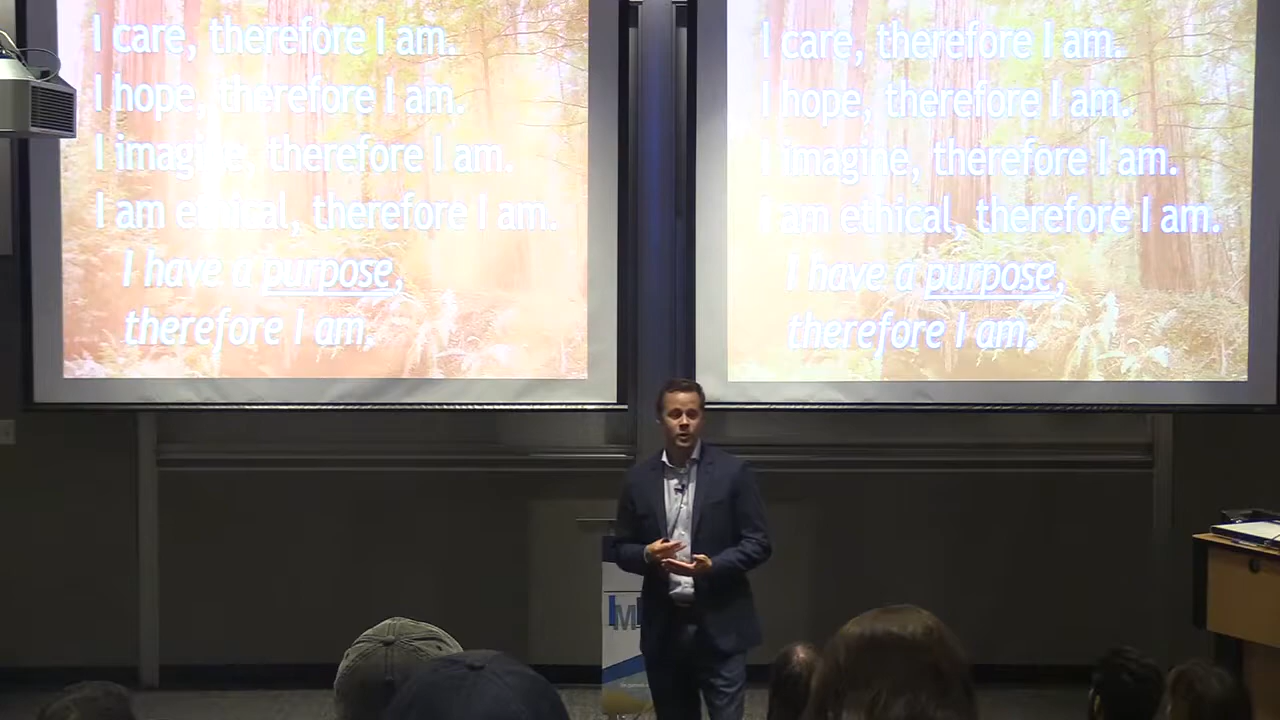 I care, therefore I am.
I hope, therefore I am.
I imagine, therefore I am.
I am ethical, therefore I am.
I have a purpose,
therefore I am.
I care, therefore I am.
I hope, therefore I am.
I imagine, therefore I am.
I am ethical, therefore I am.
I have a purpose,
therefore I am.